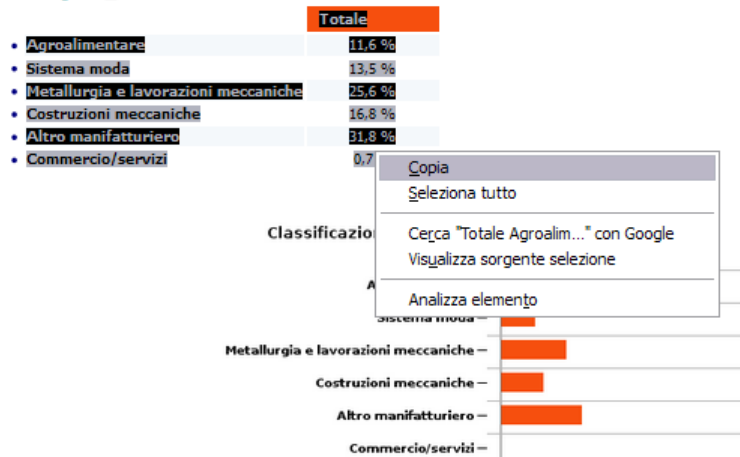 Totale
• Agroalimentare 11,6 %
• Sistema moda 13,5 %
• Metallurgia e lavorazioni meccaniche 25,6 %
• Costruzioni meccaniche 16,8 %
• Altro manifatturiero 31,8 %
• Commercio/servizi 0,7
Copia
Seleziona tutto
Cerca "Totale Agroalim..." con Google
Visualizza sorgente selezione
Analizza elemento
Classificazio
A
Sistema moda
Metallurgia e lavorazioni meccaniche
Costruzioni meccaniche
Altro manifatturiero
Commercio/servizi